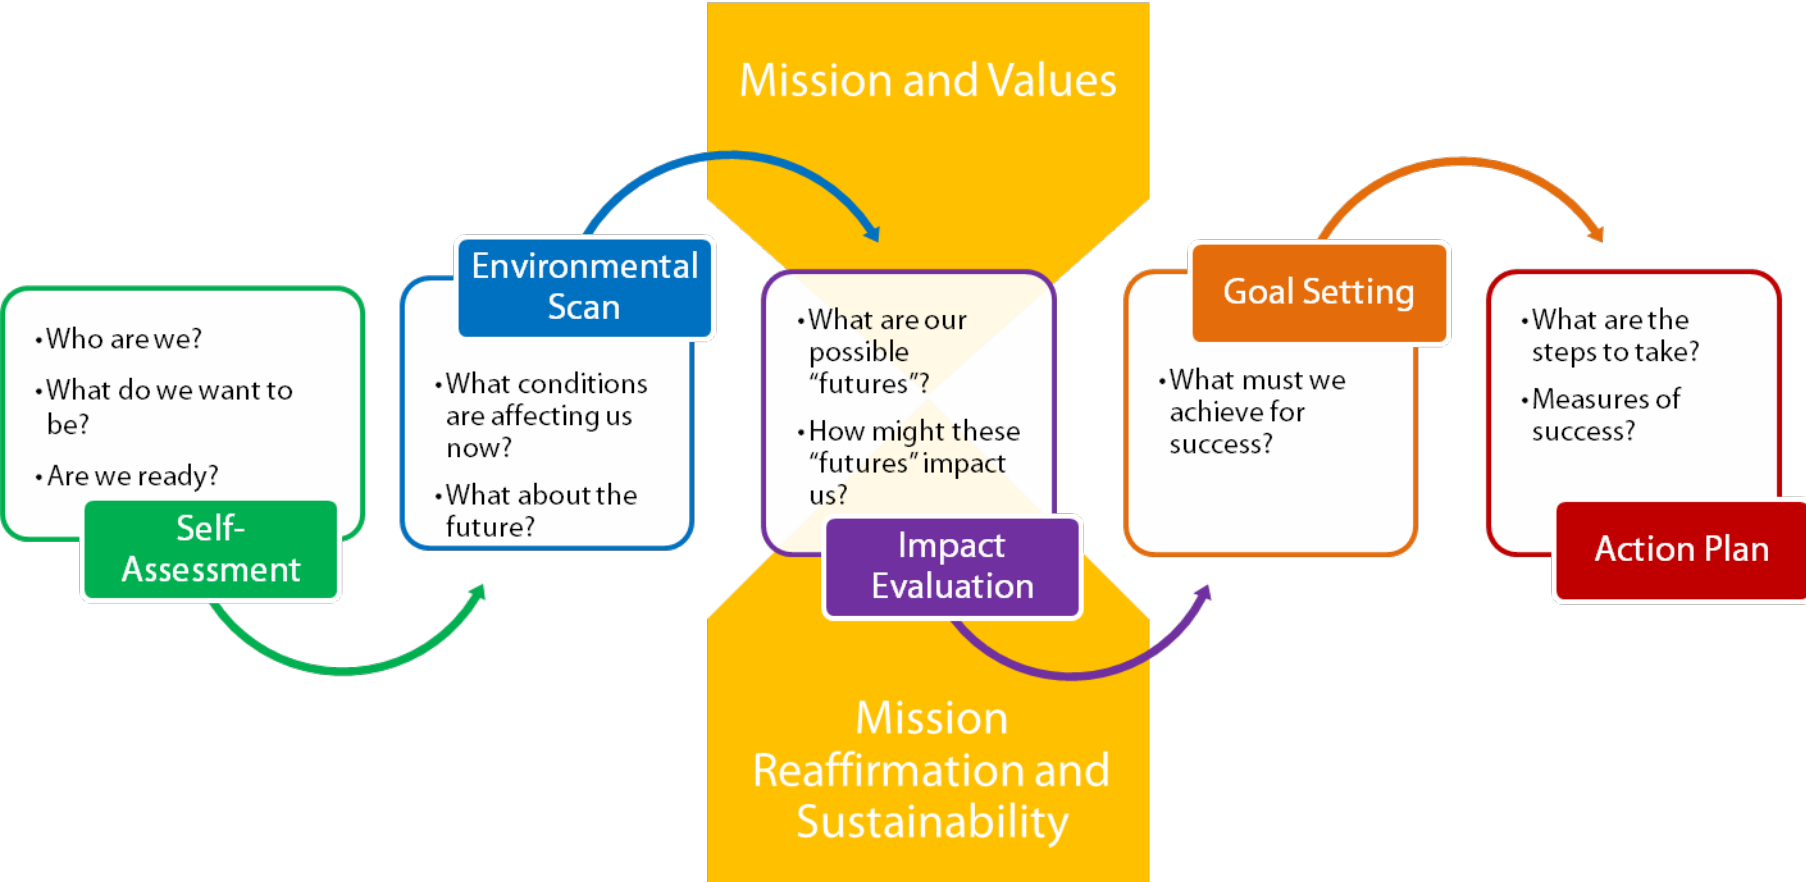 Mission and Values
•Who are we?
•What do we want to
be?
•Are we ready?
Self-
Assessment
Environmental
Scan
•What conditions
are affecting us
now?
•What about the
future?
•What are our
possible
“futures”?
•How might these
“futures” impact
us?
Impact
Evaluation
Goal Setting
•What must we
achieve for
success?
•What are the
steps to take?
•Measures of
success?
Action Plan
Mission
Reaffirmation and
Sustainability